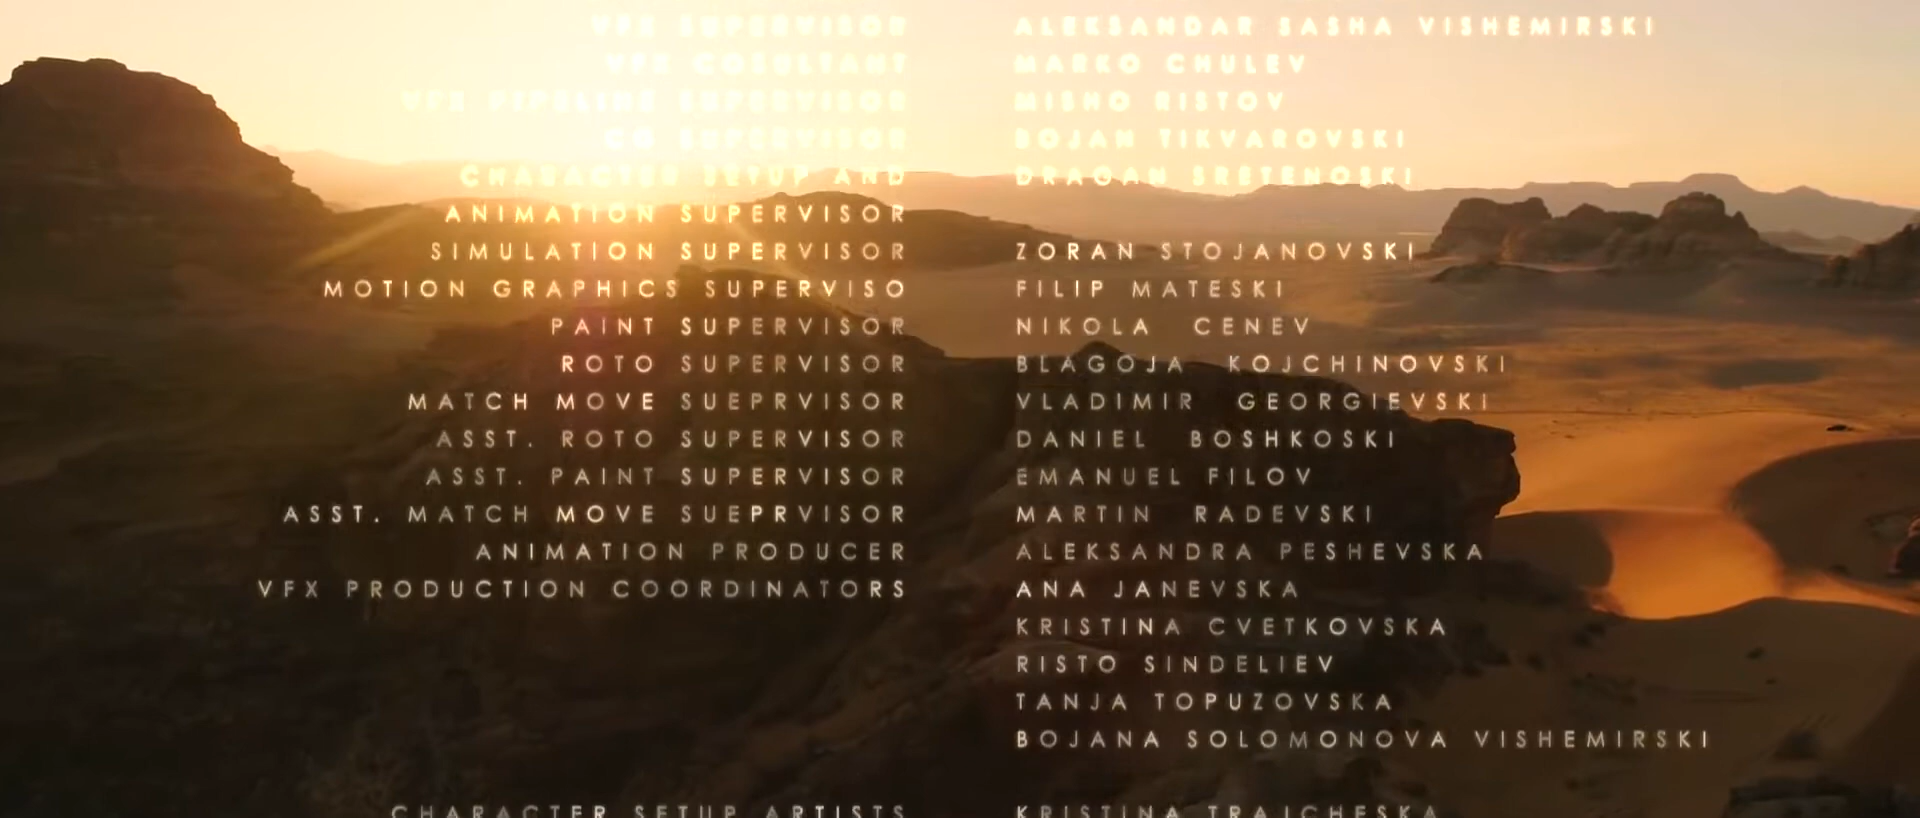 VFX SUPERVISOR ALEKSANDAR SASHA VISHEMIRSKI
VFX COSULTANT MARKO CHULEV
VFX PIPELINE SUPERVISOR MISHO RISTOV
CG SUPERVISOR BOJAN TIKVAROVSKI
CHARACTER SETUP AND DRAGAN SRETENOSKI
ANIMATION SUPERVISOR
SIMULATION SUPERVISOR ZORAN STOJANOVSKI
MOTION GRAPHICS SUPERVISO FILIP MATESKI
PAINT SUPERVISOR NIKOLA CENEV
ROTO SUPERVISOR BLAGOJA KOJCHINOVSKI
MATCH MOVE SUEPRVISOR VLADIMIR GEORGIEVSKI
ASST. ROTO SUPERVISOR DANIEL BOSHKOSKI
ASST. PAINT SUPERVISOR EMANUEL FILOV
ASST. MATCH MOVE SUEPRVISOR MARTIN RADEVSKI
ANIMATION PRODUCER ALEKSANDRA PESHEVSKA
VFX PRODUCTION COORDINATORS ANA JANEVSKA
KRISTINA CVETKOVSKA
RISTO SINDELIEV
TANJA TOPUZOVSKA
BOJANA SOLOMONOVA VISHEMIRSKI
CHARACTER SETUP ARTISTS KRISTINA TRAJCHESKA